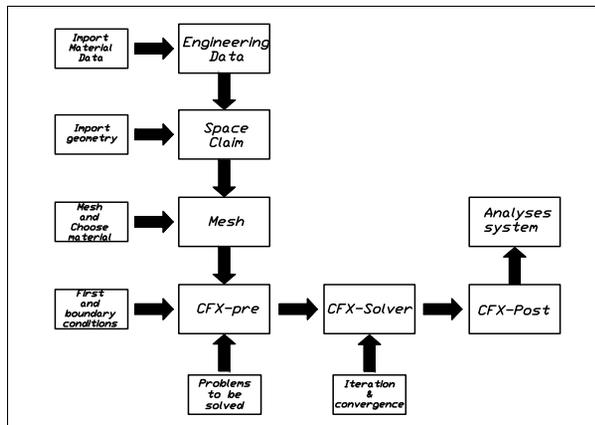 Import
Material
Data
Engineering
Data
Import
geometry
Space
Claim
Mesh
and
Choose
material
Mesh
Analyses
system
First
and
boundary
conditions
CFX-pre
CFX-Solver
CFX-Post
Problems
to be
solved
Iteration
&
convergence